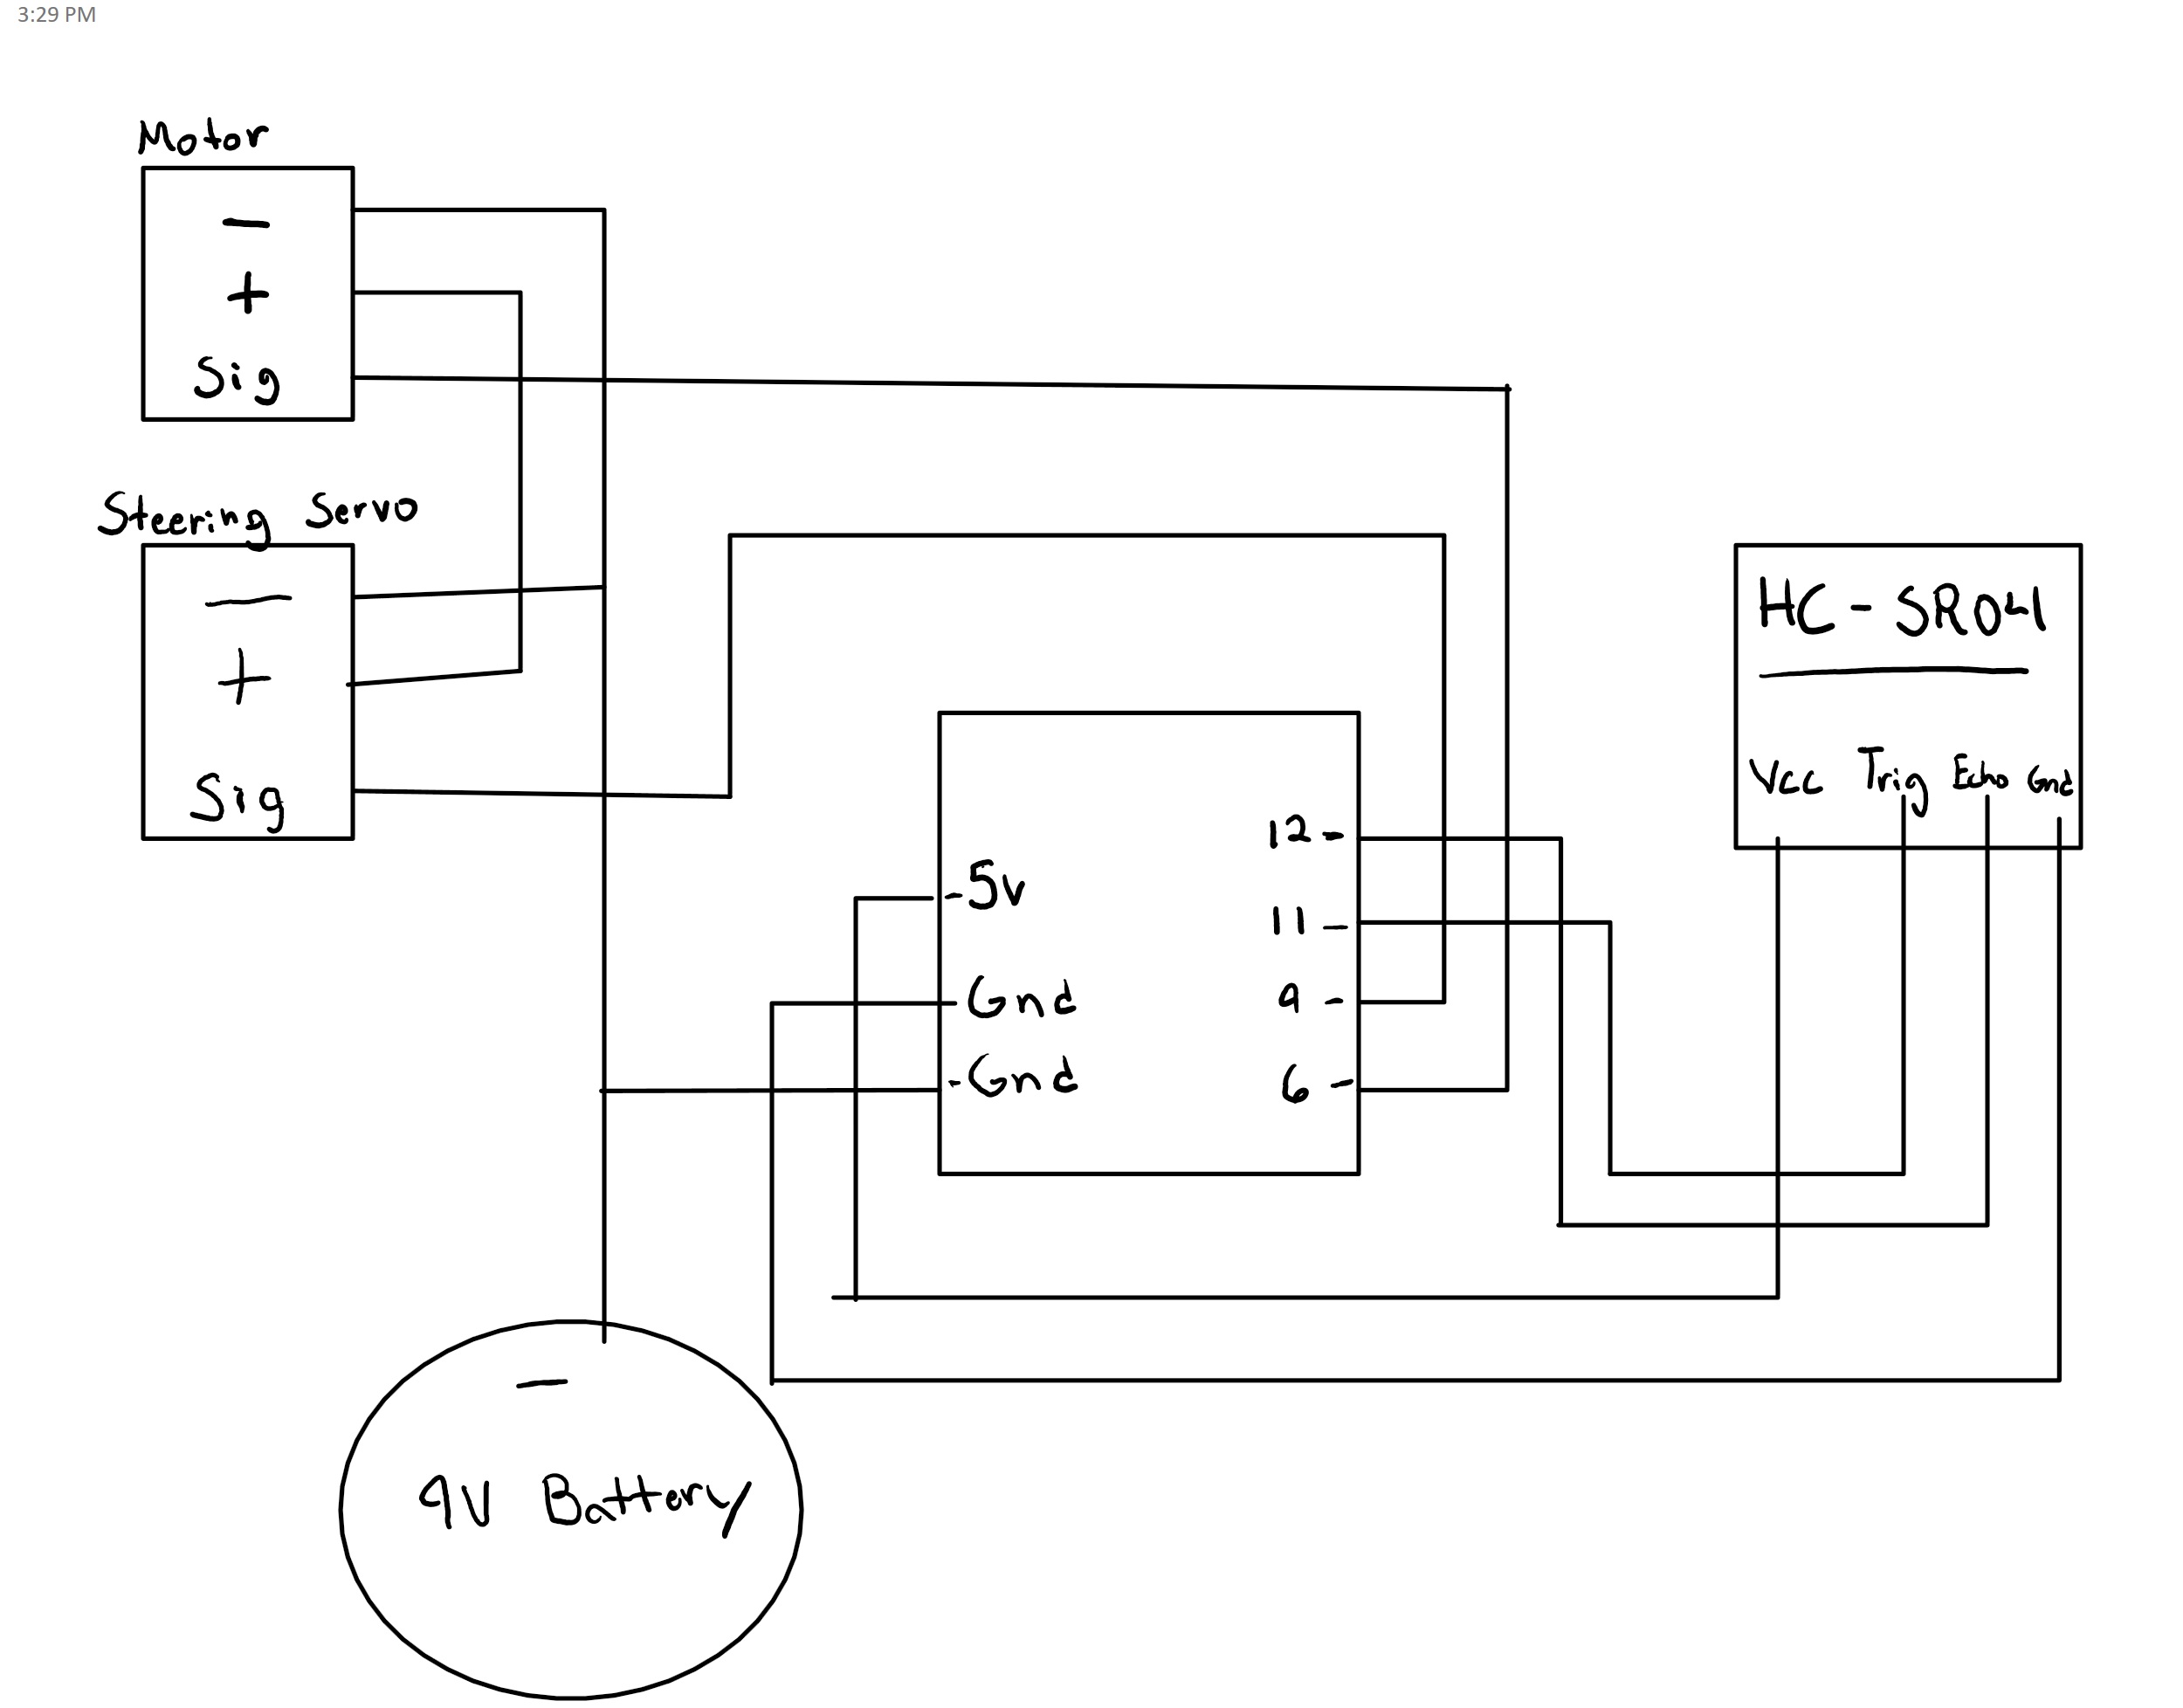 3:29 PM
Motor
−
+
Sig
Steering Servo
−
+
Sig
HC-SR04
Vcc Trig Echo Gnd
12-
11-
9-
6-
-5v
Gnd
-Gnd
−
9V Battery